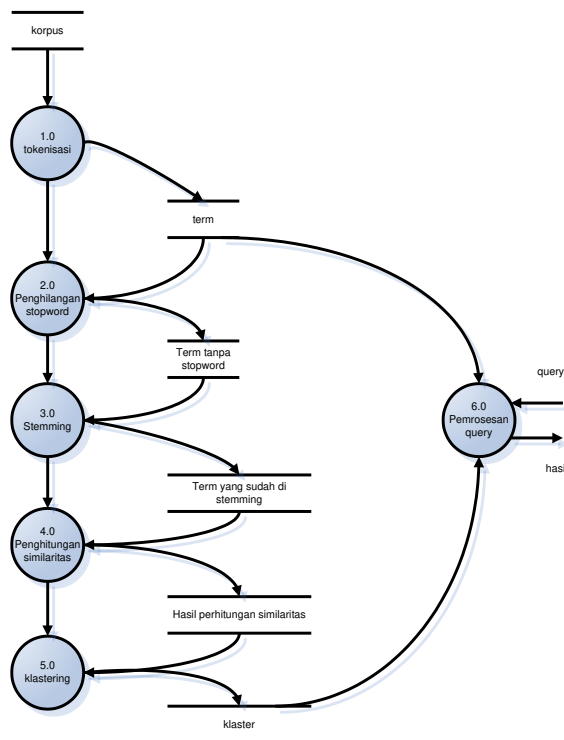 korpus
1.0
tokenisasi
term
2.0
Penghilangan
stopword
Term tanpa
stopword
query
3.0
Stemming
6.0
Pemrosesan
query
hasi
Term yang sudah di
stemming
4.0
Penghitungan
similaritas
Hasil perhitungan similaritas
5.0
klastering
klaster